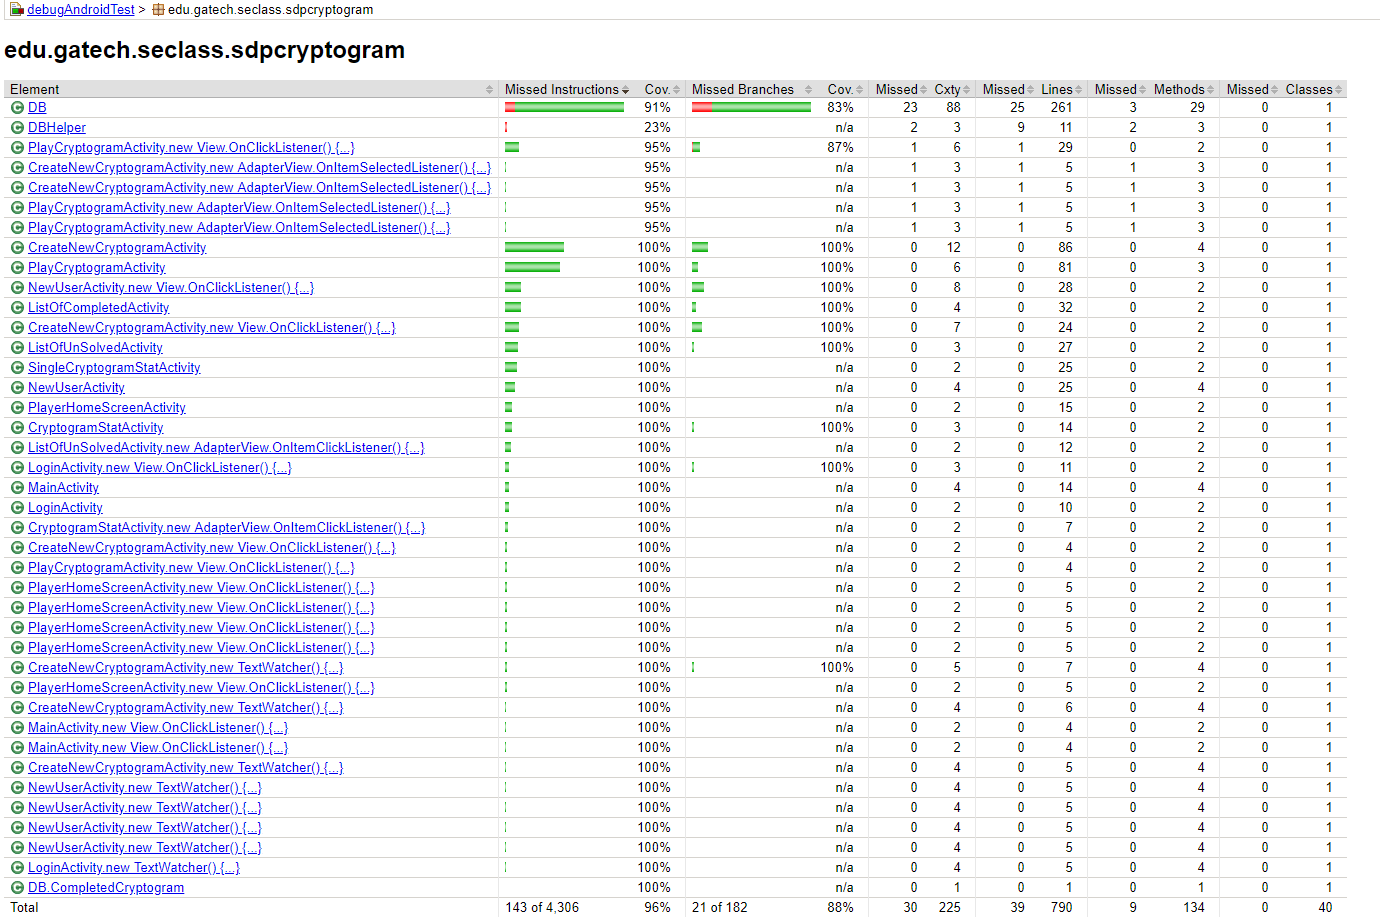 debugAndroidTest > edu.gatech.seclass.sdpcryptogram
edu.gatech.seclass.sdpcryptogram
Element Missed Instructions Cov. Missed Branches Cov. Missed Cxty Missed Lines Missed Methods Missed Classes
DB 91% 83% 23 88 25 261 3 29 0 1
DBHelper 23% n/a 2 3 9 11 2 3 0 1
PlayCryptogramActivity.new View.OnClickListener() {...} 95% 87% 1 6 1 29 0 2 0 1
CreateNewCryptogramActivity.new AdapterView.OnItemSelectedListener() {...} 95% n/a 1 3 1 5 1 3 0 1
CreateNewCryptogramActivity.new AdapterView.OnItemSelectedListener() {...} 95% n/a 1 3 1 5 1 3 0 1
PlayCryptogramActivity.new AdapterView.OnItemSelectedListener() {...} 95% n/a 1 3 1 5 1 3 0 1
PlayCryptogramActivity.new AdapterView.OnItemSelectedListener() {...} 95% n/a 1 3 1 5 1 3 0 1
CreateNewCryptogramActivity 100% 100% 0 12 0 86 0 4 0 1
PlayCryptogramActivity 100% 100% 0 6 0 81 0 3 0 1
NewUserActivity.new View.OnClickListener() {...} 100% 100% 0 8 0 28 0 2 0 1
ListOfCompletedActivity 100% 100% 0 4 0 32 0 2 0 1
CreateNewCryptogramActivity.new View.OnClickListener() {...} 100% 100% 0 7 0 24 0 2 0 1
ListOfUnSolvedActivity 100% 100% 0 3 0 27 0 2 0 1
SingleCryptogramStatActivity 100% n/a 0 2 0 25 0 2 0 1
NewUserActivity 100% n/a 0 4 0 25 0 4 0 1
PlayerHomeScreenActivity 100% n/a 0 2 0 15 0 2 0 1
CryptogramStatActivity 100% 100% 0 3 0 14 0 2 0 1
ListOfUnSolvedActivity.new AdapterView.OnItemClickListener() {...} 100% n/a 0 2 0 12 0 2 0 1
LoginActivity.new View.OnClickListener() {...} 100% 100% 0 3 0 11 0 2 0 1
MainActivity 100% n/a 0 4 0 14 0 4 0 1
LoginActivity 100% n/a 0 2 0 10 0 2 0 1
CryptogramStatActivity.new AdapterView.OnItemClickListener() {...} 100% n/a 0 2 0 7 0 2 0 1
CreateNewCryptogramActivity.new View.OnClickListener() {...} 100% n/a 0 2 0 4 0 2 0 1
PlayCryptogramActivity.new View.OnClickListener() {...} 100% n/a 0 2 0 4 0 2 0 1
PlayerHomeScreenActivity.new View.OnClickListener() {...} 100% n/a 0 2 0 5 0 2 0 1
PlayerHomeScreenActivity.new View.OnClickListener() {...} 100% n/a 0 2 0 5 0 2 0 1
PlayerHomeScreenActivity.new View.OnClickListener() {...} 100% n/a 0 2 0 5 0 2 0 1
PlayerHomeScreenActivity.new View.OnClickListener() {...} 100% n/a 0 2 0 5 0 2 0 1
CreateNewCryptogramActivity.new TextWatcher() {...} 100% 100% 0 5 0 7 0 4 0 1
PlayerHomeScreenActivity.new View.OnClickListener() {...} 100% n/a 0 2 0 5 0 2 0 1
CreateNewCryptogramActivity.new TextWatcher() {...} 100% n/a 0 4 0 6 0 4 0 1
MainActivity.new View.OnClickListener() {...} 100% n/a 0 2 0 4 0 2 0 1
MainActivity.new View.OnClickListener() {...} 100% n/a 0 2 0 4 0 2 0 1
CreateNewCryptogramActivity.new TextWatcher() {...} 100% n/a 0 4 0 5 0 4 0 1
NewUserActivity.new TextWatcher() {...} 100% n/a 0 4 0 5 0 4 0 1
NewUserActivity.new TextWatcher() {...} 100% n/a 0 4 0 5 0 4 0 1
NewUserActivity.new TextWatcher() {...} 100% n/a 0 4 0 5 0 4 0 1
NewUserActivity.new TextWatcher() {...} 100% n/a 0 4 0 5 0 4 0 1
LoginActivity.new TextWatcher() {...} 100% n/a 0 4 0 5 0 4 0 1
DB.CompletedCryptogram 100% n/a 0 1 0 1 0 1 0 1
Total 143 of 4,306 96% 21 of 182 88% 30 225 39 790 9 134 0 40